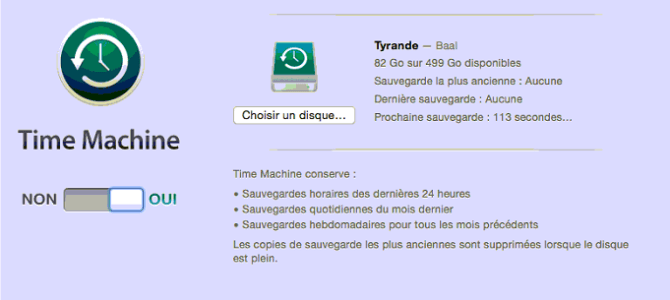 Time Machine
NON OUI
Choisir un disque...
Tyrande — Baal
82 Go sur 499 Go disponibles
Sauvegarde la plus ancienne : Aucune
Dernière sauvegarde : Aucune
Prochaine sauvegarde : 113 secondes...
Time Machine conserve :
• Sauvegardes horaires des dernières 24 heures
• Sauvegardes quotidiennes du mois dernier
• Sauvegardes hebdomadaires pour tous les mois précédents
Les copies de sauvegarde les plus anciennes sont supprimées lorsque le disque
est plein.